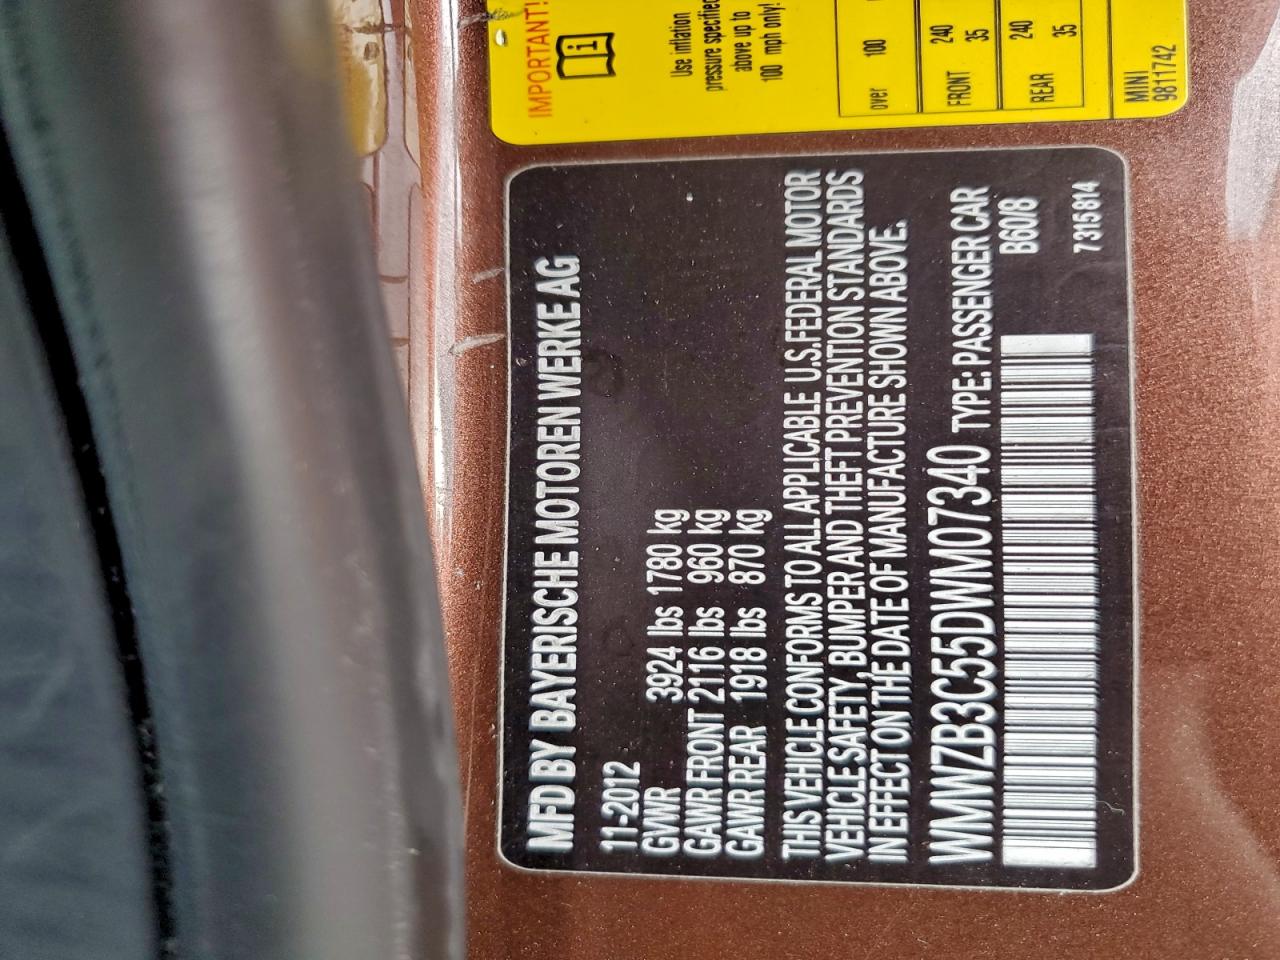 MFD BY BAYERISCHE MOTOREN WERKE AG
11-2012
GVWR 3924 lbs 1780 kg
GAWR FRONT 2116 lbs 960 kg
GAWR REAR 1918 lbs 870 kg
THIS VEHICLE CONFORMS TO ALL APPLICABLE U.S.FEDERAL MOTOR
VEHICLE SAFETY, BUMPER AND THEFT PREVENTION STANDARDS
IN EFFECT ON THE DATE OF MANUFACTURE SHOWN ABOVE.
WMWZB3C55DWM07340 TYPE: PASSENGER CAR
B60/8
7315814
IMPORTANT!
i
Use inflation
pressure specified
above up to
100 mph only!
over 100
FRONT 240
35
REAR 240
35
MINI
9811742